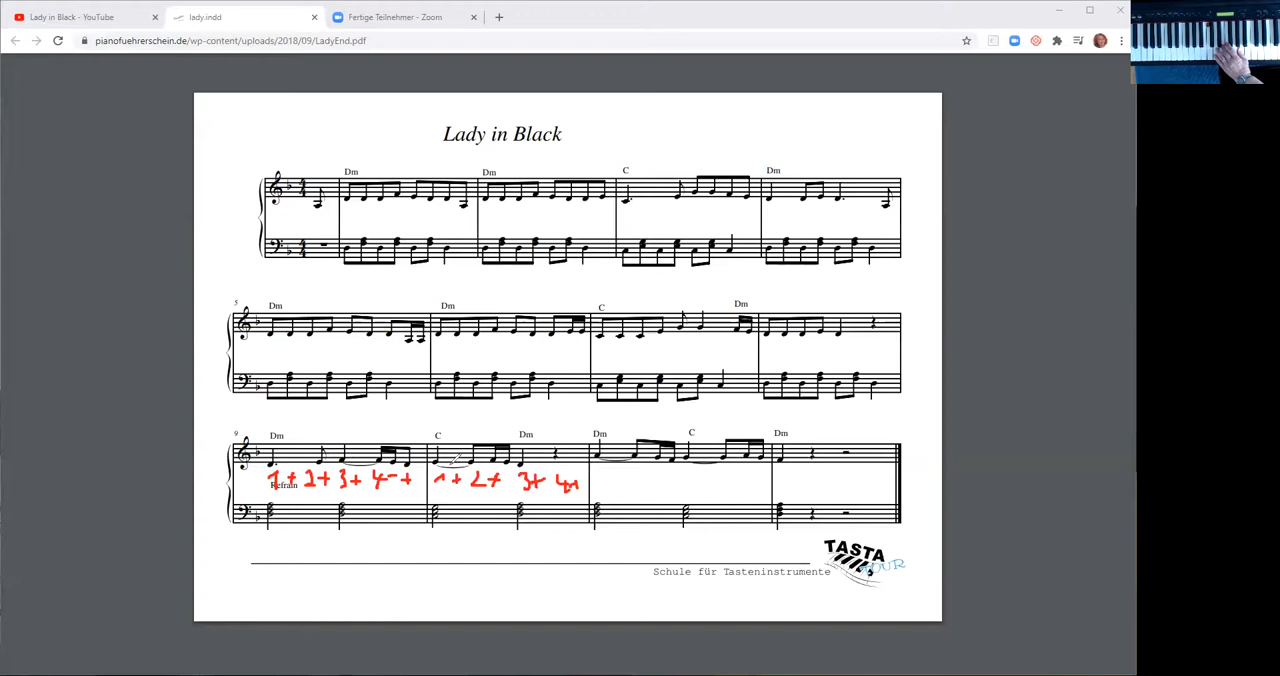 Lady in Black - YouTube
lady.indd
Fertige Teilnehmer - Zoom
pianofuehrerschein.de/wp-content/uploads/2018/09/LadyEnd.pdf
Lady in Black
Dm Dm C Dm
5
Dm Dm C Dm
9
Dm C Dm Dm C Dm
1 + 2 + 3 + 4 - + 1 + 2 + 3 + 4
Refrain
TASTA
TOUR
Schule für Tasteninstrumente